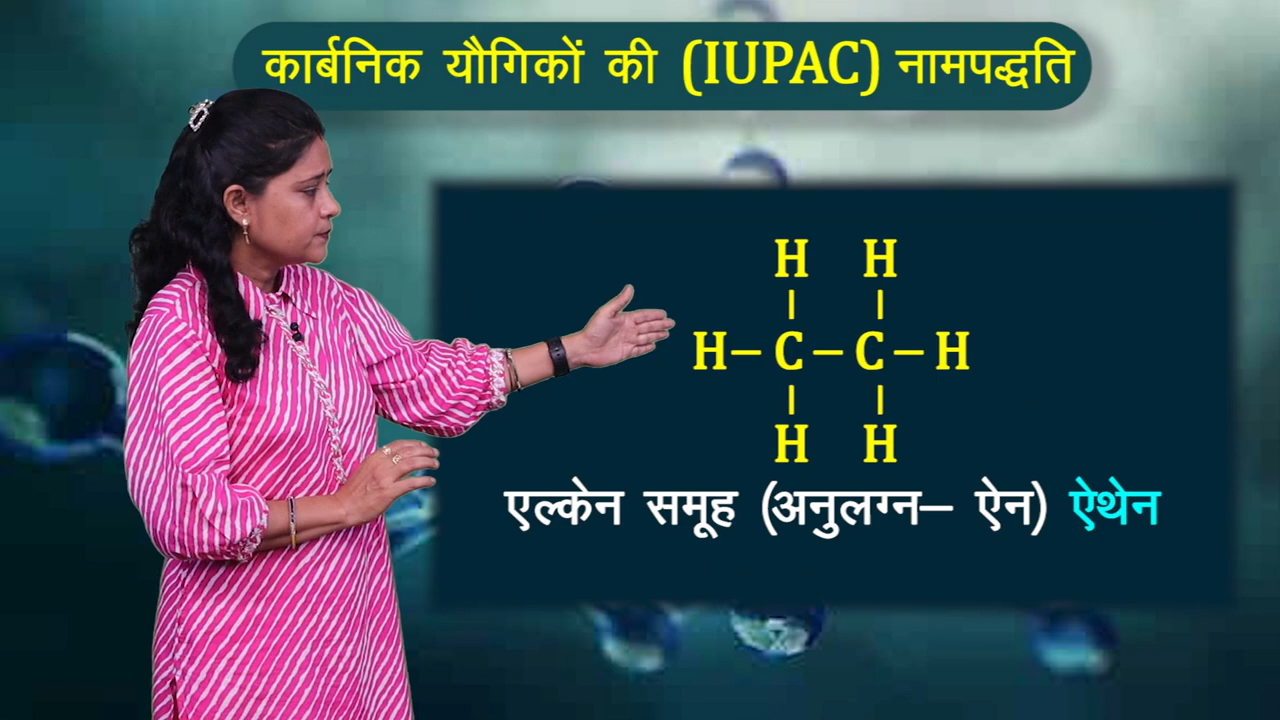 कार्बनिक यौगिकों की (IUPAC) नामपद्धति
H H
| |
H–C–C–H
| |
H H
एल्केन समूह (अनुलग्न– ऐन) ऐथेन